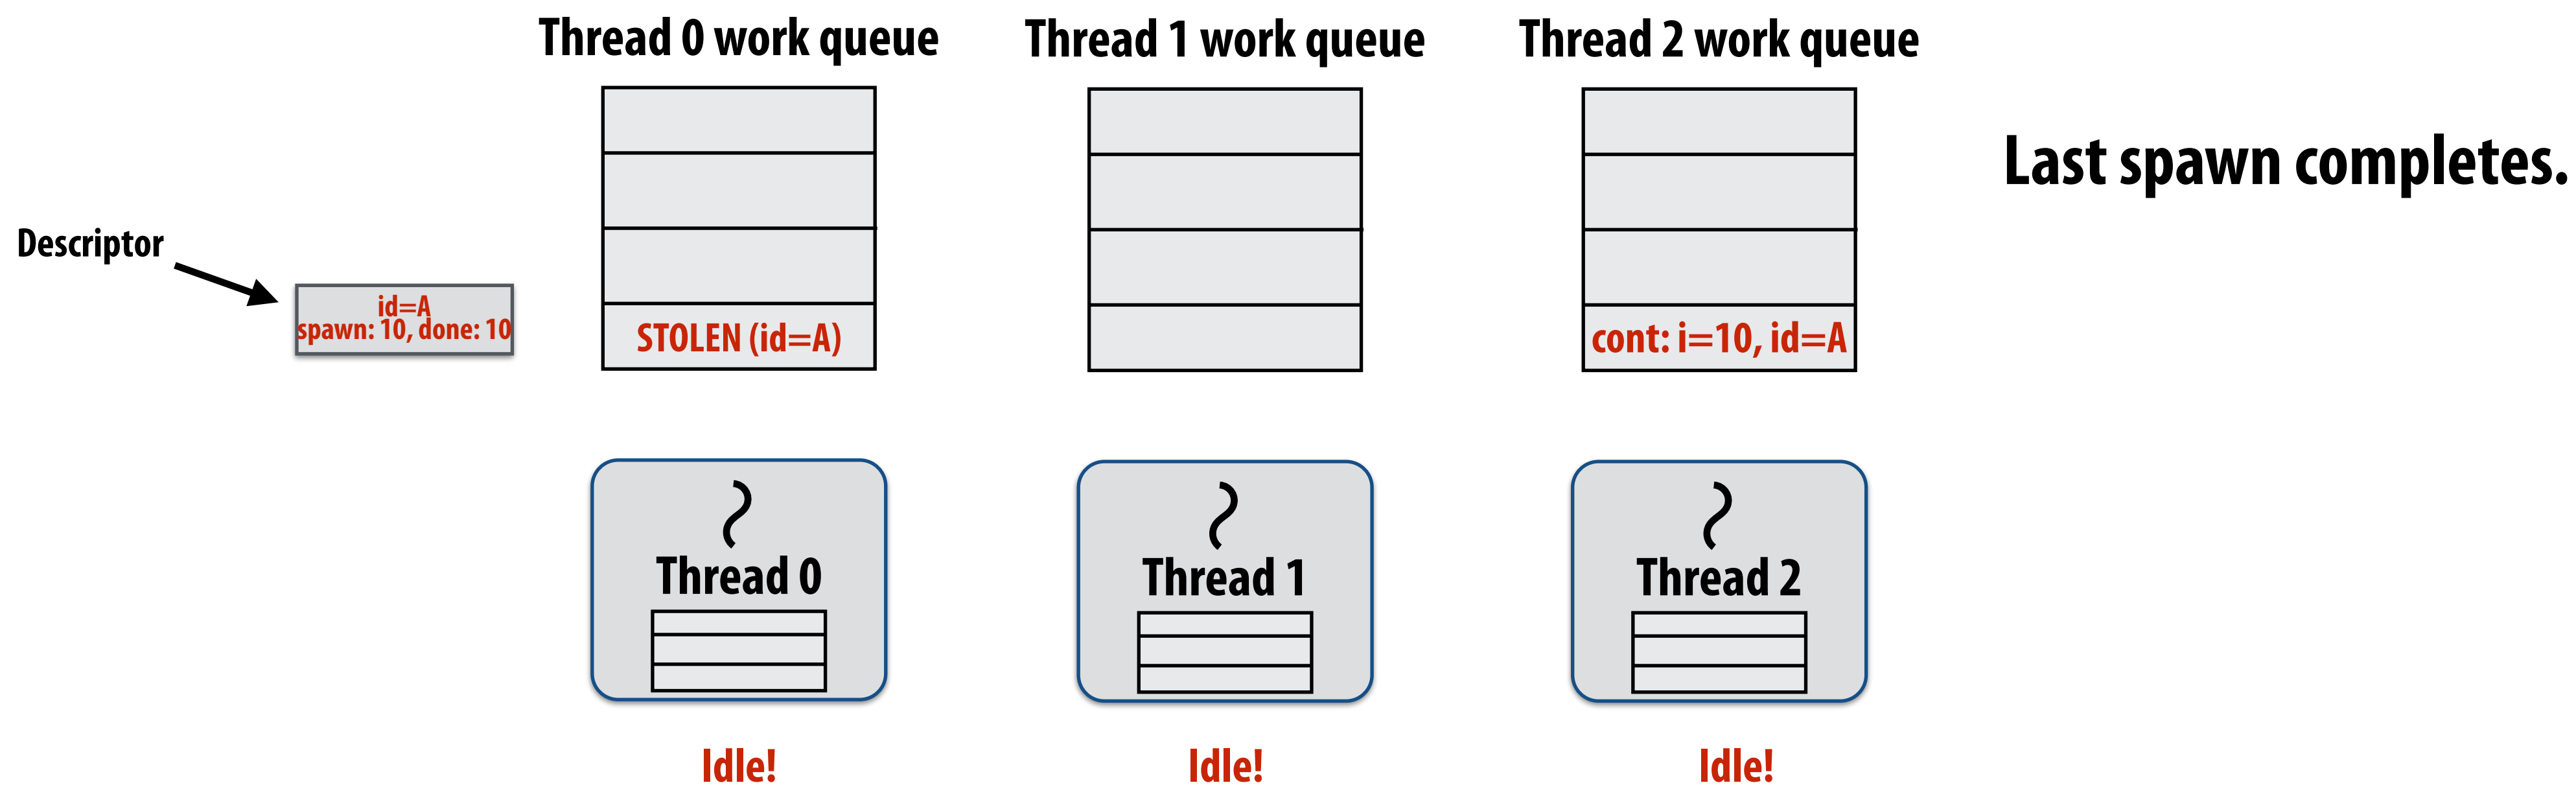 Thread 0 work queue
Thread 1 work queue
Thread 2 work queue
Last spawn completes.
Descriptor
id=A
spawn: 10, done: 10
STOLEN (id=A)
cont: i=10, id=A
Thread 0
Thread 1
Thread 2
Idle!
Idle!
Idle!